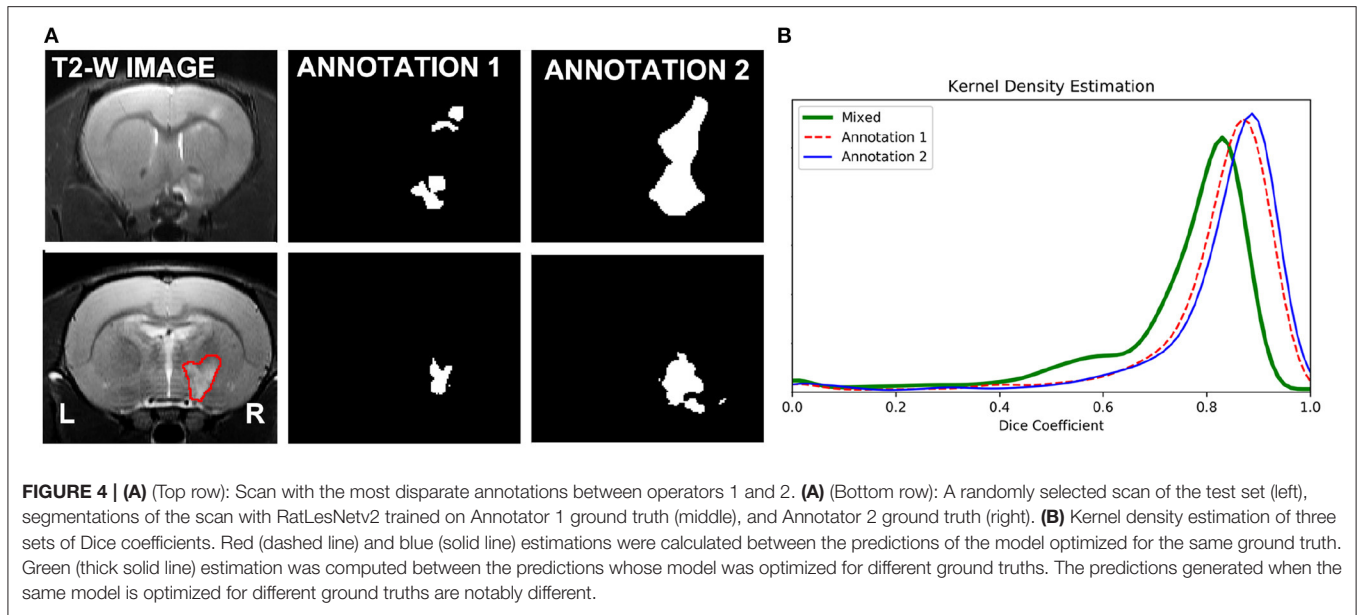 A
T2-W IMAGE
ANNOTATION 1
ANNOTATION 2
L
R
B
Kernel Density Estimation
Mixed
Annotation 1
Annotation 2
0.0
0.2
0.4
0.6
0.8
1.0
Dice Coefficient
FIGURE 4 | (A) (Top row): Scan with the most disparate annotations between operators 1 and 2. (A) (Bottom row): A randomly selected scan of the test set (left),
segmentations of the scan with RatLesNetv2 trained on Annotator 1 ground truth (middle), and Annotator 2 ground truth (right). (B) Kernel density estimation of three
sets of Dice coefficients. Red (dashed line) and blue (solid line) estimations were calculated between the predictions of the model optimized for the same ground truth.
Green (thick solid line) estimation was computed between the predictions whose model was optimized for different ground truths. The predictions generated when the
same model is optimized for different ground truths are notably different.